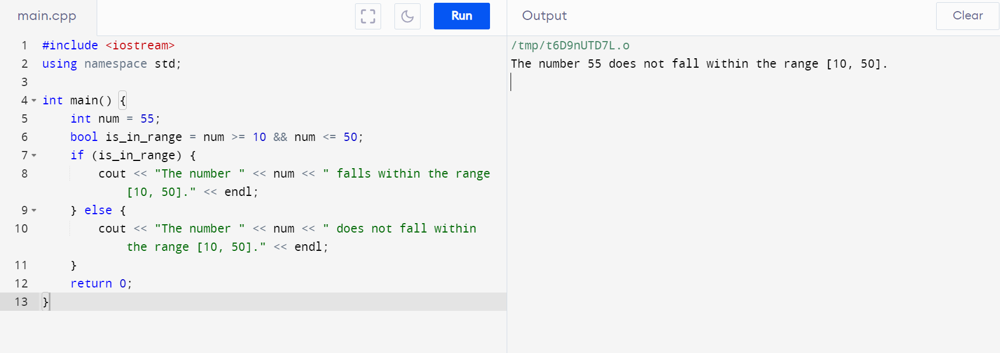 main.cpp
Run
Output
Clear
1 #include <iostream>
2 using namespace std;
3
4 int main() {
5     int num = 55;
6     bool is_in_range = num >= 10 && num <= 50;
7     if (is_in_range) {
8         cout << "The number " << num << " falls within the range
            [10, 50]." << endl;
9     } else {
10         cout << "The number " << num << " does not fall within
            the range [10, 50]." << endl;
11     }
12     return 0;
13 }
/tmp/t6D9nUTD7L.o
The number 55 does not fall within the range [10, 50].